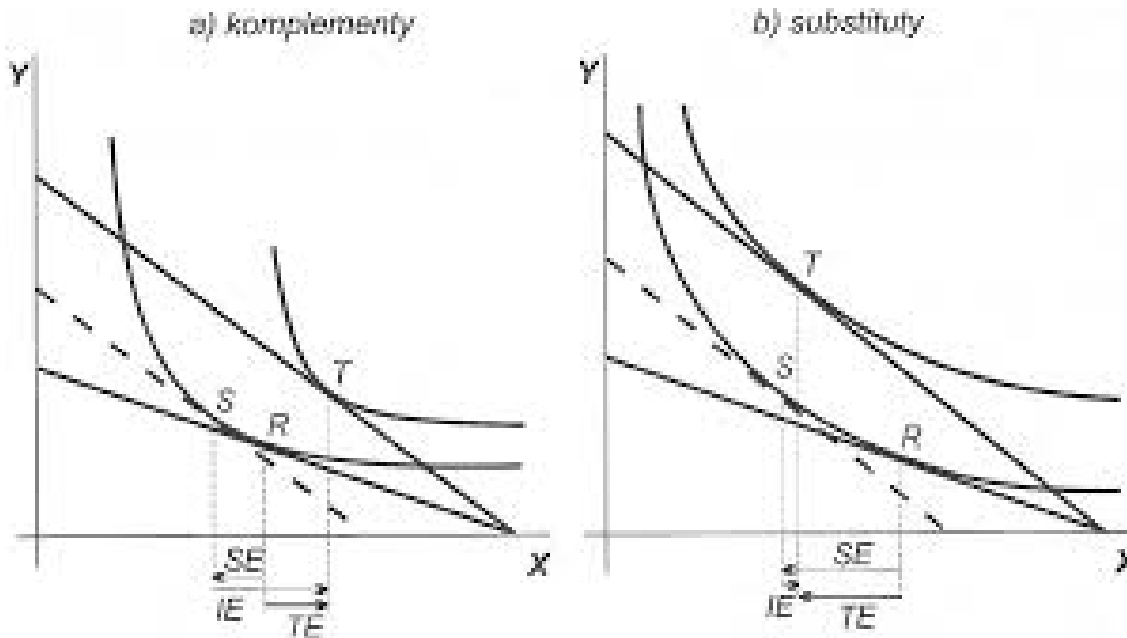 a) komplementy
b) substituty
Y
Y
T
T
S
S
R
R
X
X
SE
SE
IE
TE
IE
TE